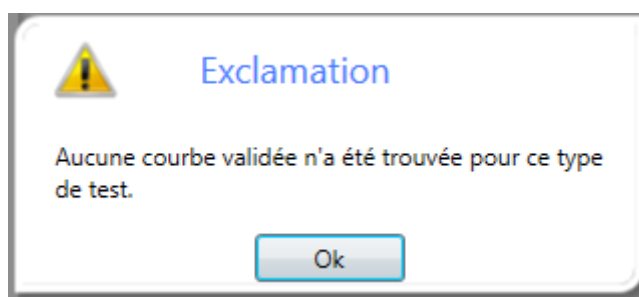 Exclamation
Aucune courbe validée n'a été trouvée pour ce type
de test.
Ok